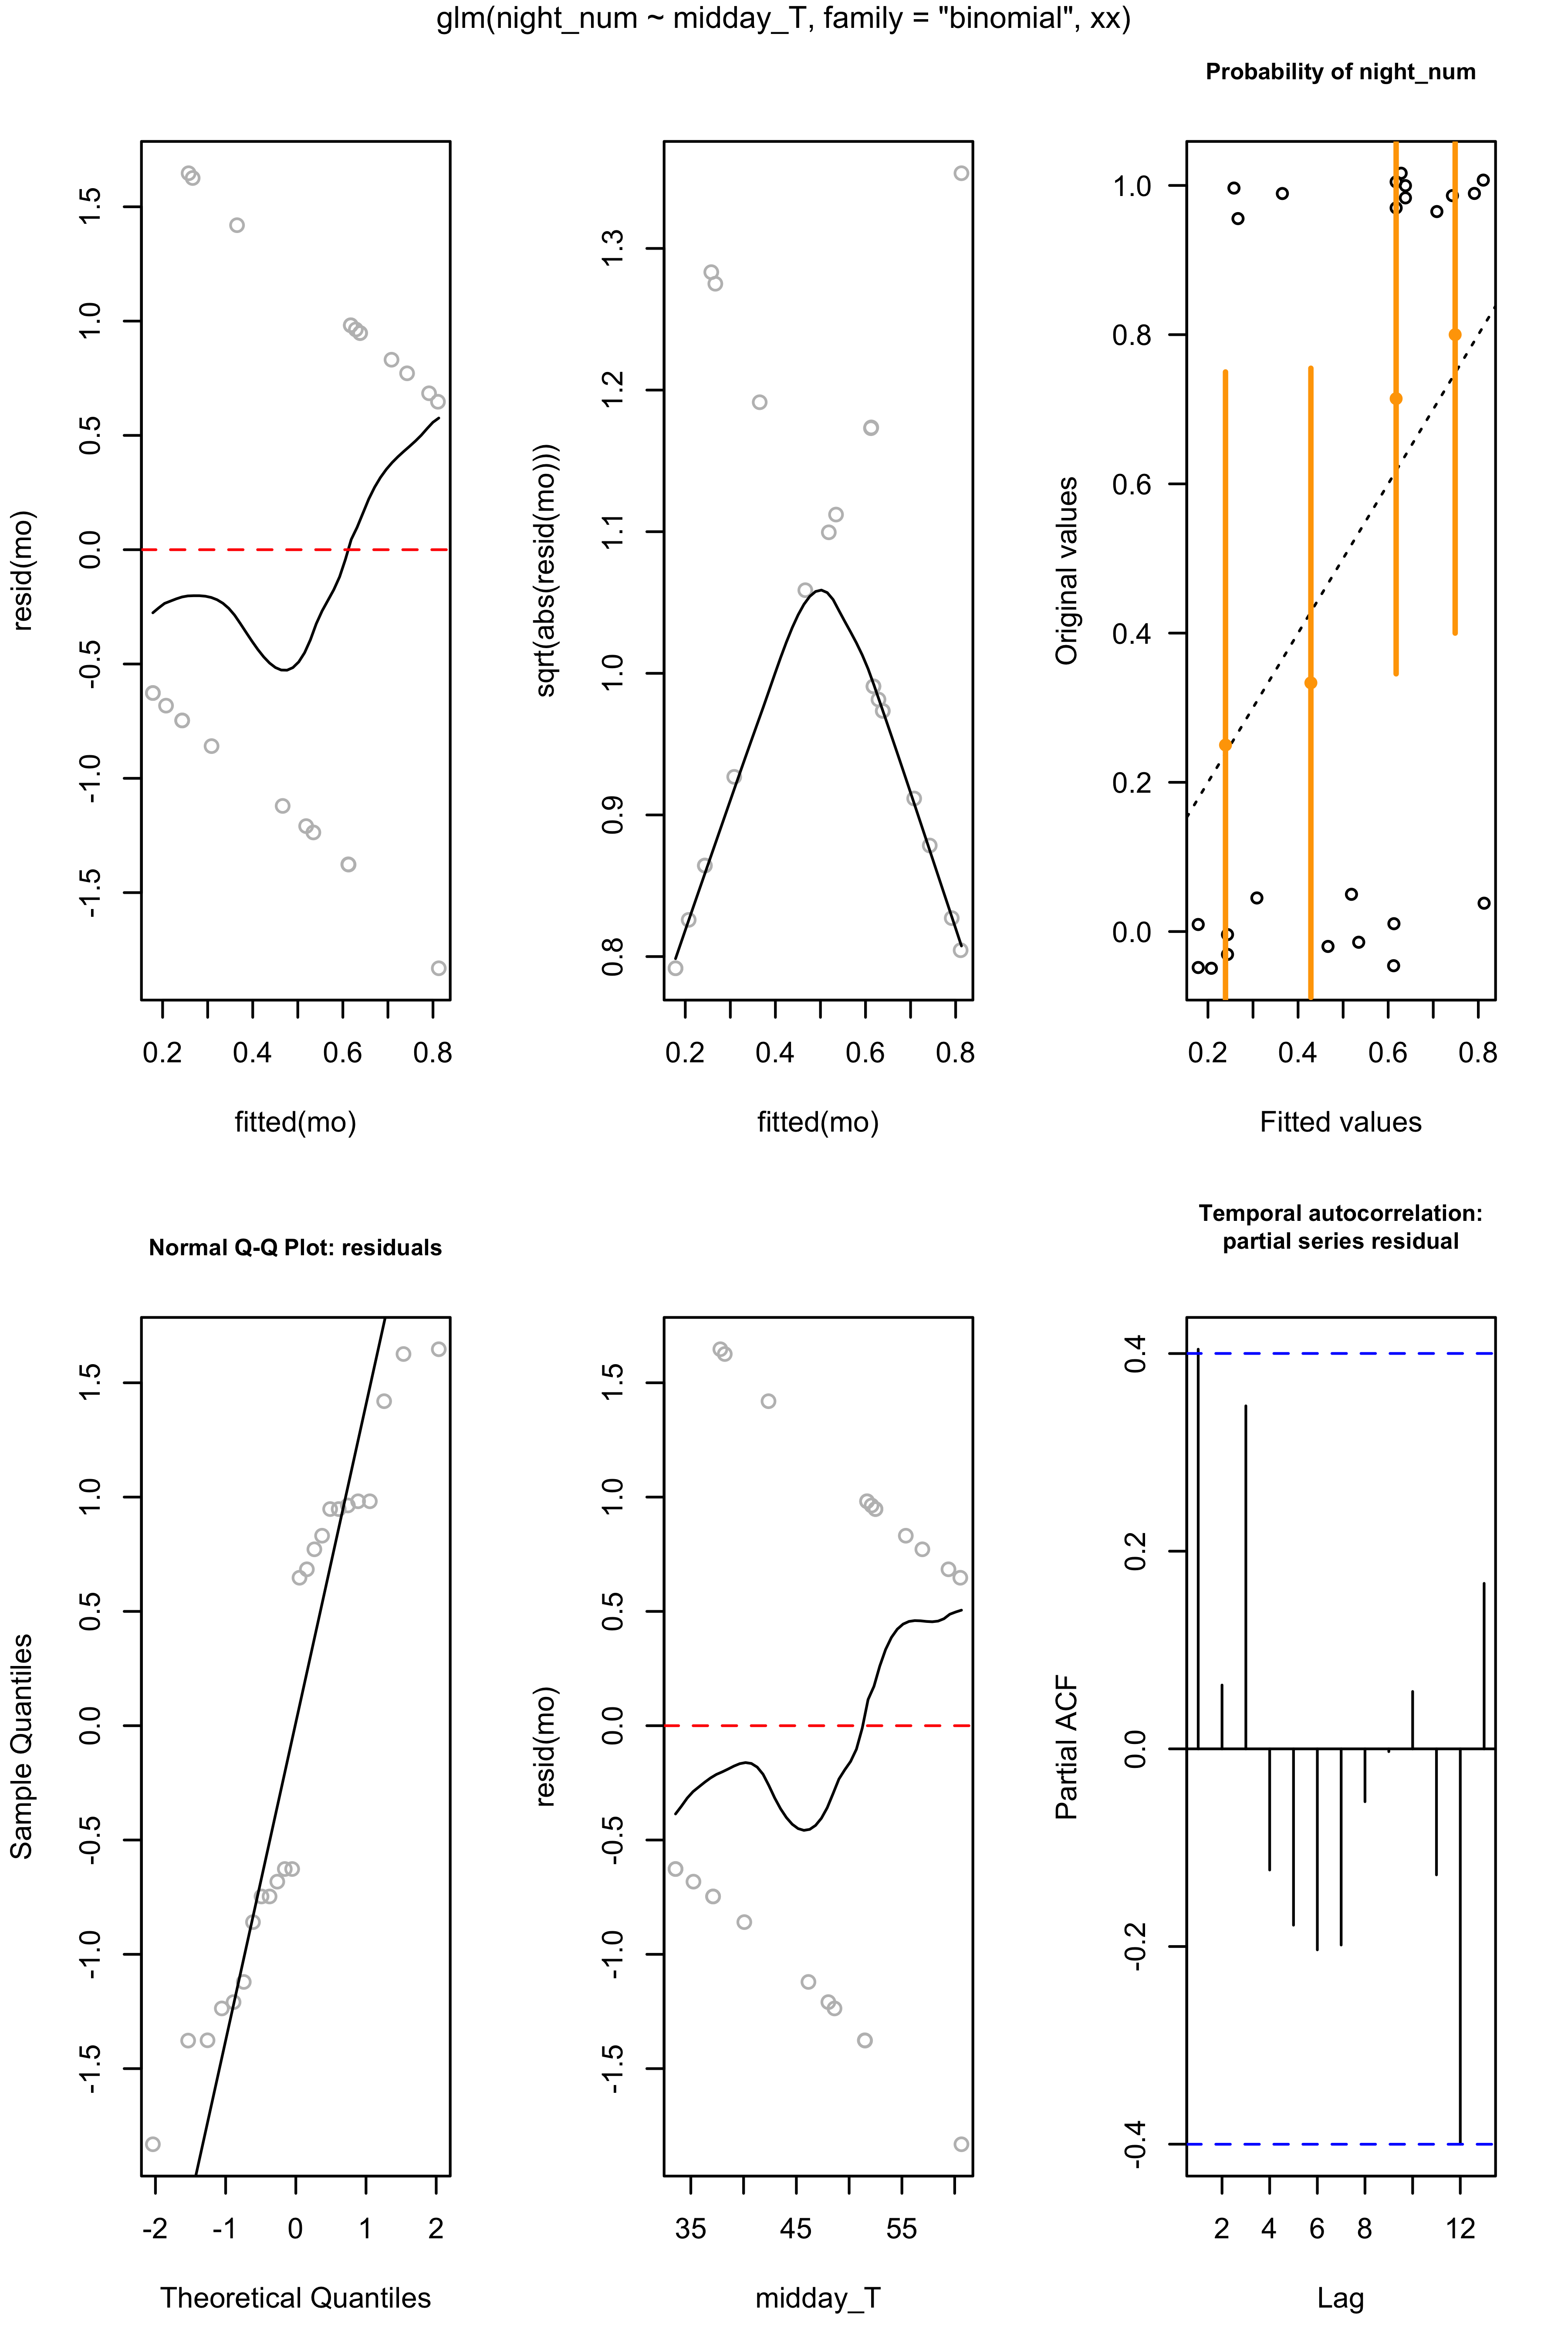 glm(night_num ~ midday_T, family = "binomial", xx)
resid(mo)
1.5
1.0
0.5
0.0
-0.5
-1.0
-1.5
0.2 0.4 0.6 0.8
fitted(mo)
sqrt(abs(resid(mo)))
1.3
1.2
1.1
1.0
0.9
0.8
0.2 0.4 0.6 0.8
fitted(mo)
Probability of night_num
Original values
1.0
0.8
0.6
0.4
0.2
0.0
0.2 0.4 0.6 0.8
Fitted values
Normal Q-Q Plot: residuals
Sample Quantiles
1.5
1.0
0.5
0.0
-0.5
-1.0
-1.5
-2 -1 0 1 2
Theoretical Quantiles
resid(mo)
1.5
1.0
0.5
0.0
-0.5
-1.0
-1.5
35 45 55
midday_T
Temporal autocorrelation:
partial series residual
Partial ACF
0.4
0.2
0.0
-0.2
-0.4
2 4 6 8 12
Lag